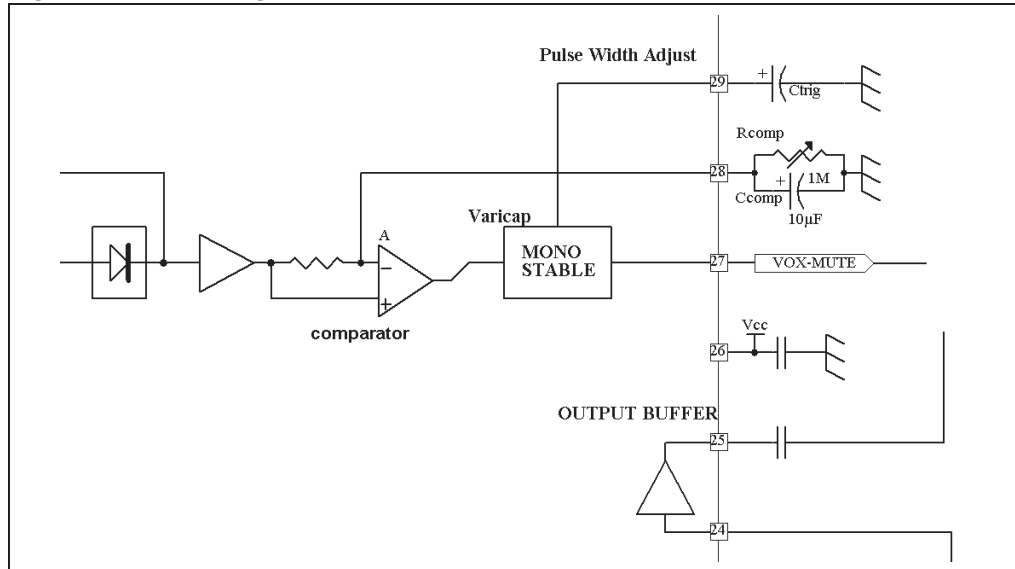 Pulse Width Adjust
29
+
Ctrig
Rcomp
28
+
1M
Ccomp
10µF
Varicap
A
MONO
STABLE
−
+
27
VOX-MUTE
comparator
Vcc
26
OUTPUT BUFFER
25
24